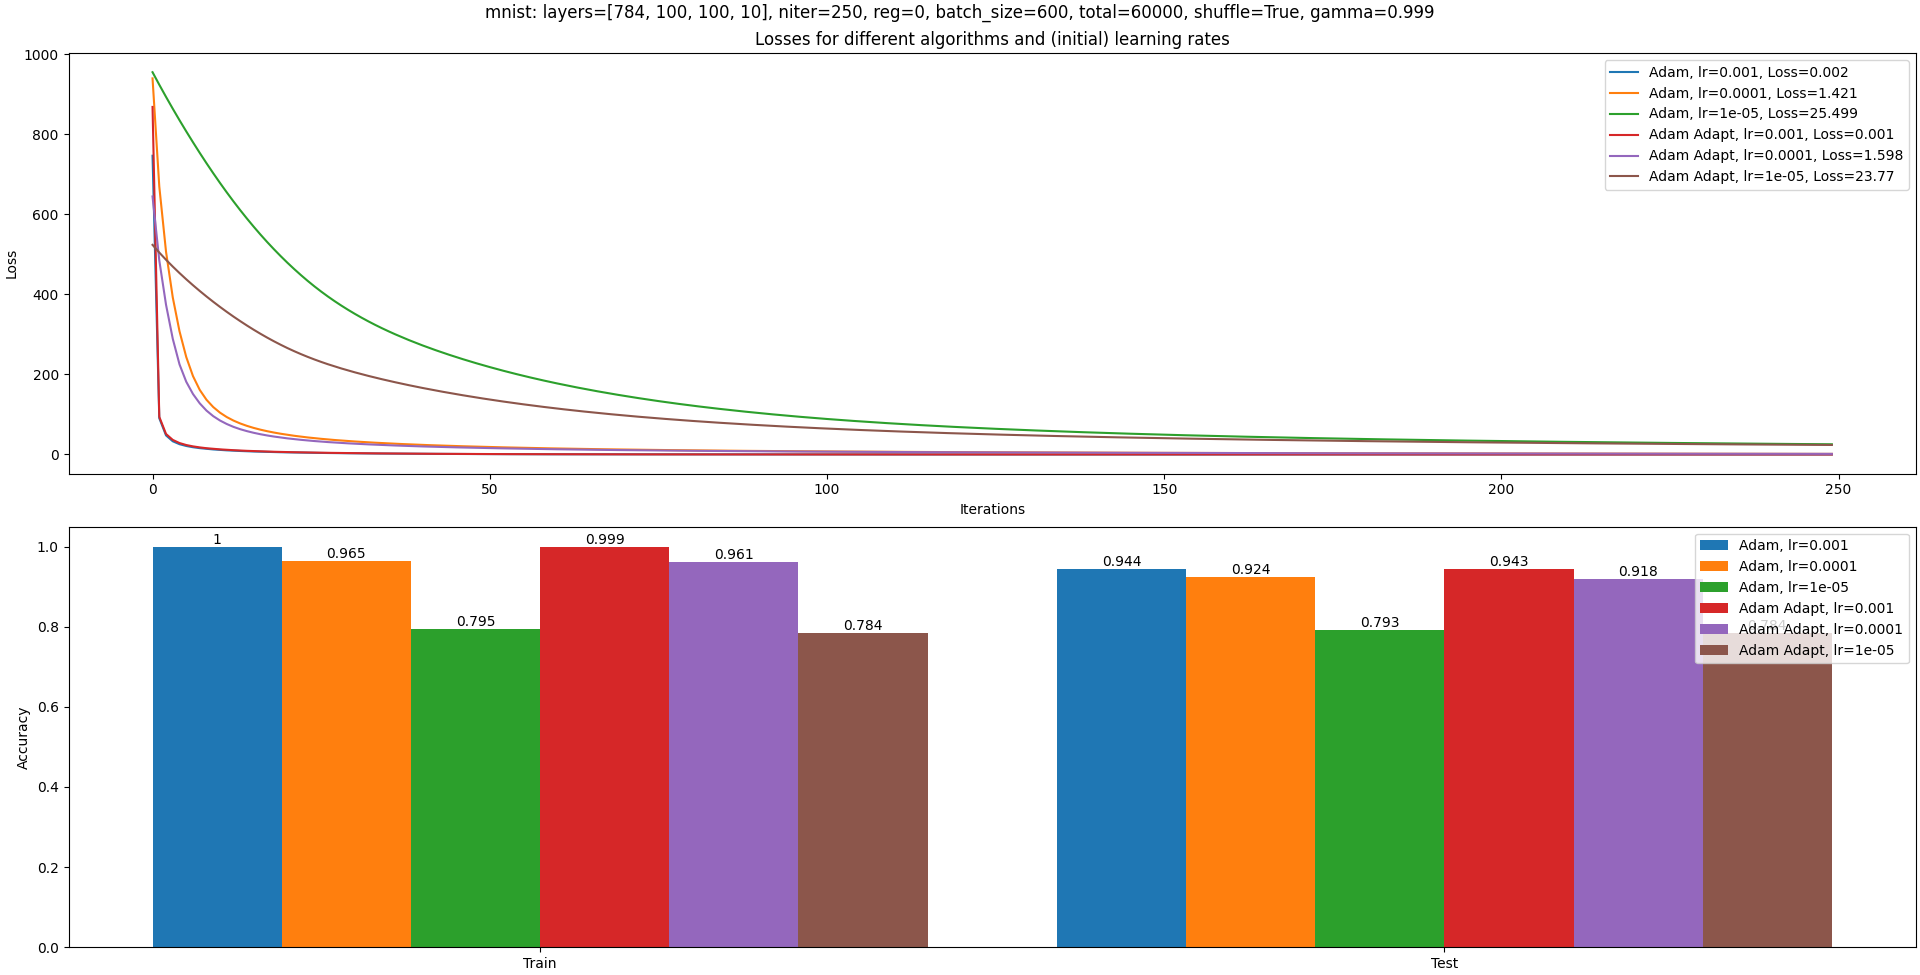 mnist: layers=[784, 100, 100, 10], niter=250, reg=0, batch_size=600, total=60000, shuffle=True, gamma=0.999
Losses for different algorithms and (initial) learning rates
1000
800
600
400
200
0
Loss
Adam, lr=0.001, Loss=0.002
Adam, lr=0.0001, Loss=1.421
Adam, lr=1e-05, Loss=25.499
Adam Adapt, lr=0.001, Loss=0.001
Adam Adapt, lr=0.0001, Loss=1.598
Adam Adapt, lr=1e-05, Loss=23.77
0
50
100
150
200
250
Iterations
1.0
0.8
0.6
0.4
0.2
0.0
Accuracy
1
0.965
0.795
0.999
0.961
0.784
0.944
0.924
0.793
0.943
0.918
0.784
Adam, lr=0.001
Adam, lr=0.0001
Adam, lr=1e-05
Adam Adapt, lr=0.001
Adam Adapt, lr=0.0001
Adam Adapt, lr=1e-05
Train
Test